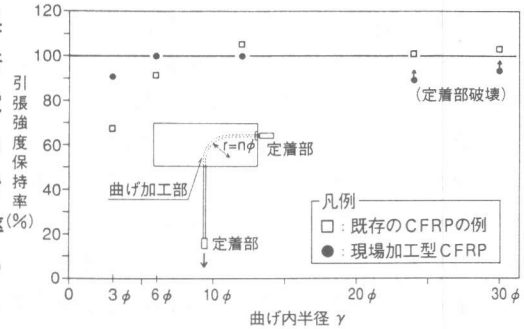 引張強度保持率(%)
120
100
80
60
40
20
0
0
3φ
6φ
10φ
20φ
30φ
曲げ内半径 γ
(定着部破壊)
r=nφ
定着部
曲げ加工部
定着部
凡例
□:既存のCFRPの例
●:現場加工型CFRP